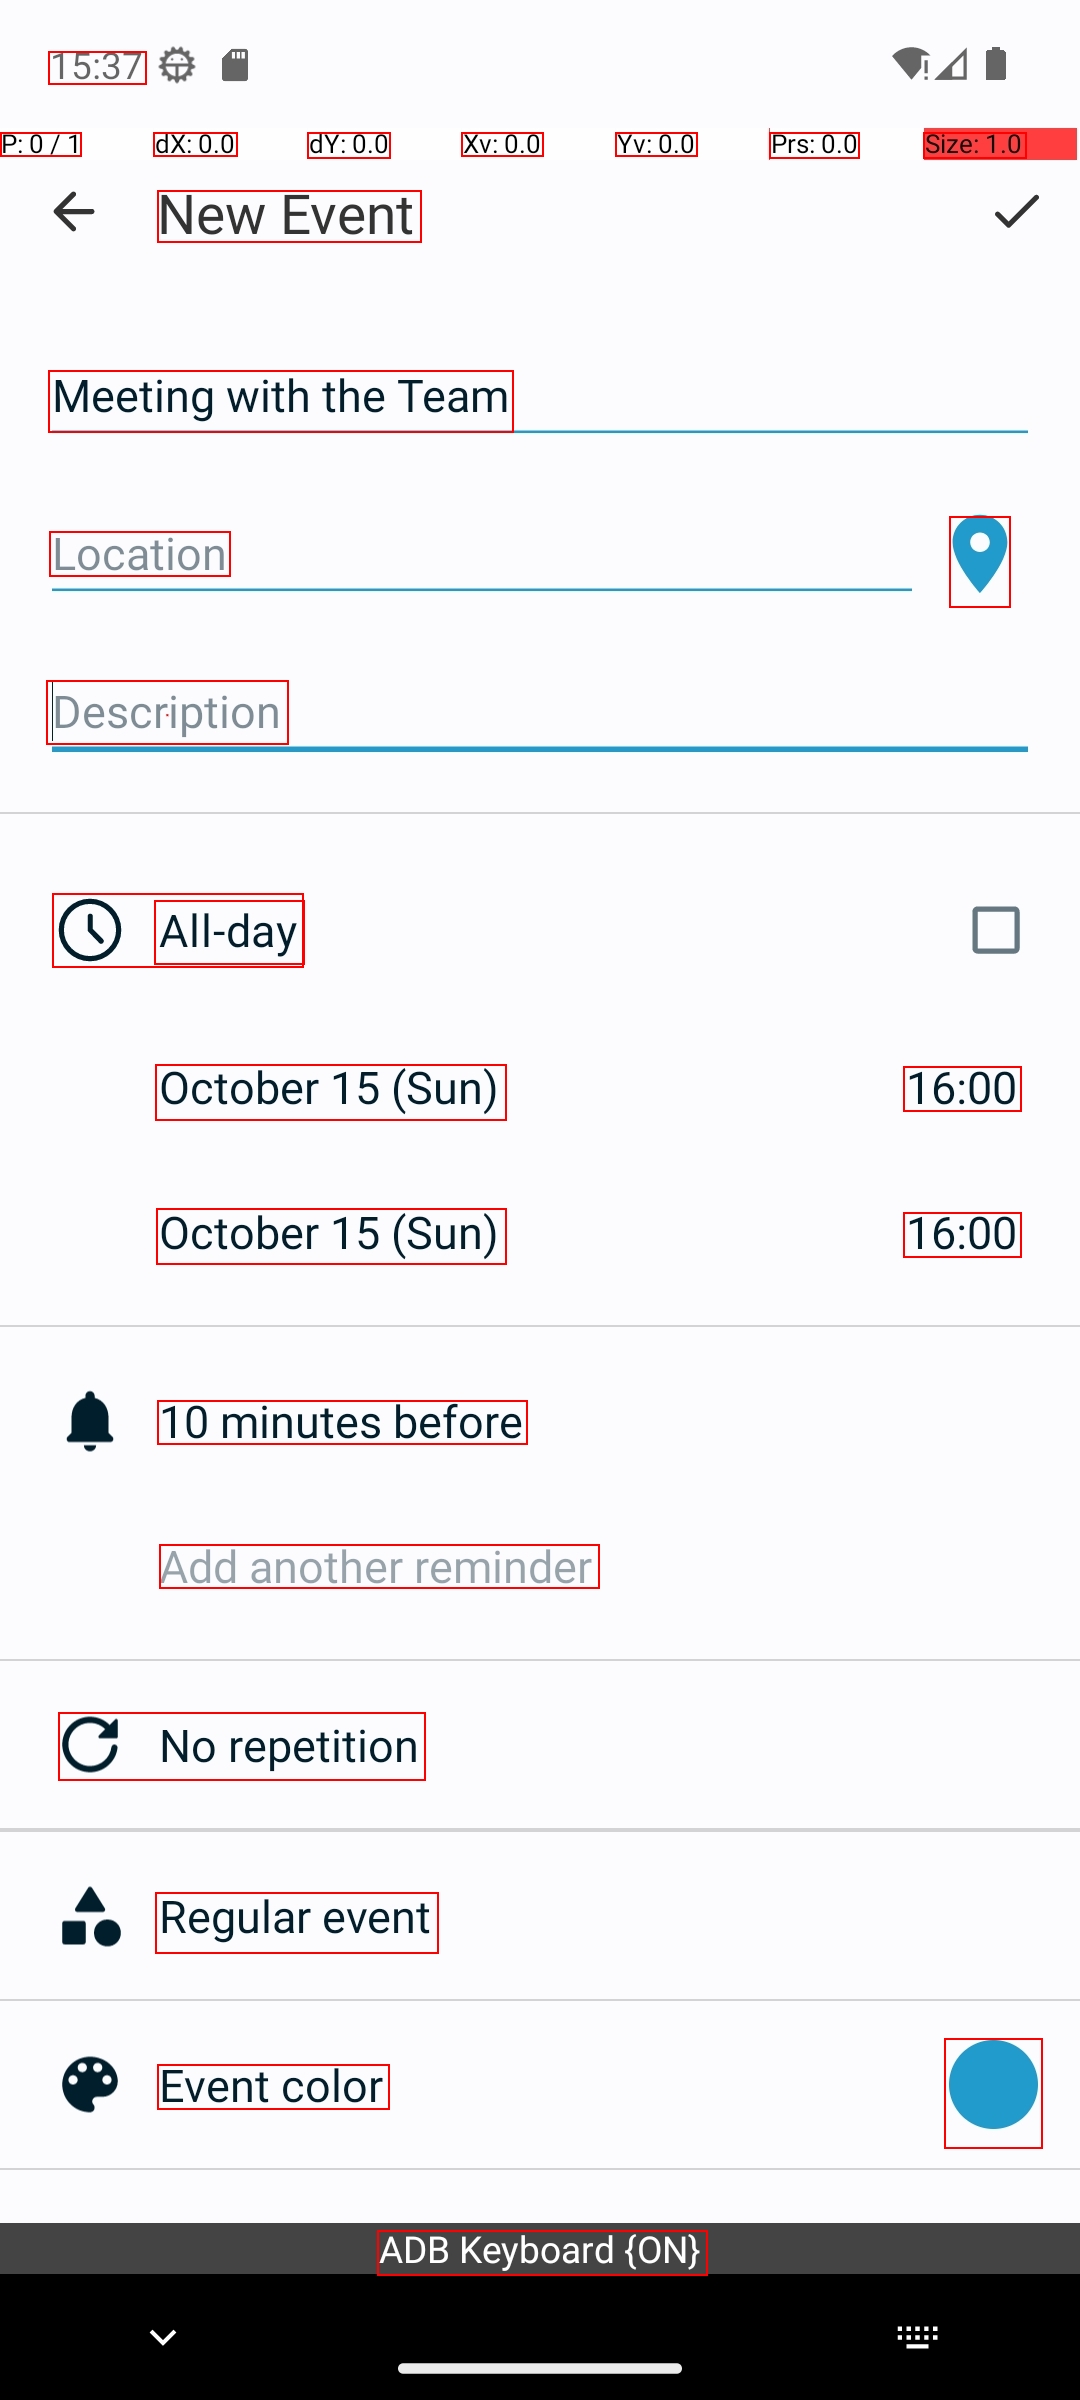 15:37
P: 0 / 1 dX: 0.0 dY: 0.0 Xv: 0.0 Yv: 0.0 Prs: 0.0 Size: 1.0
New Event
Meeting with the Team
Location
Description
All-day
October 15 (Sun) 16:00
October 15 (Sun) 16:00
10 minutes before
Add another reminder
No repetition
Regular event
Event color
ADB Keyboard {ON}